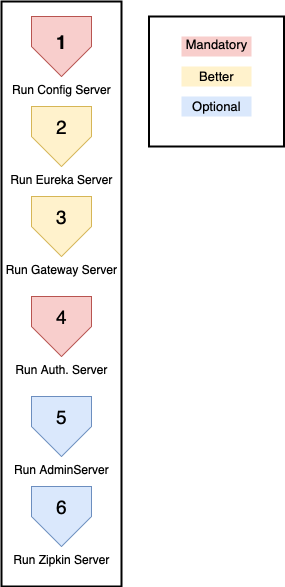 1
Run Config Server
2
Run Eureka Server
3
Run Gateway Server
4
Run Auth. Server
5
Run AdminServer
6
Run Zipkin Server
Mandatory
Better
Optional